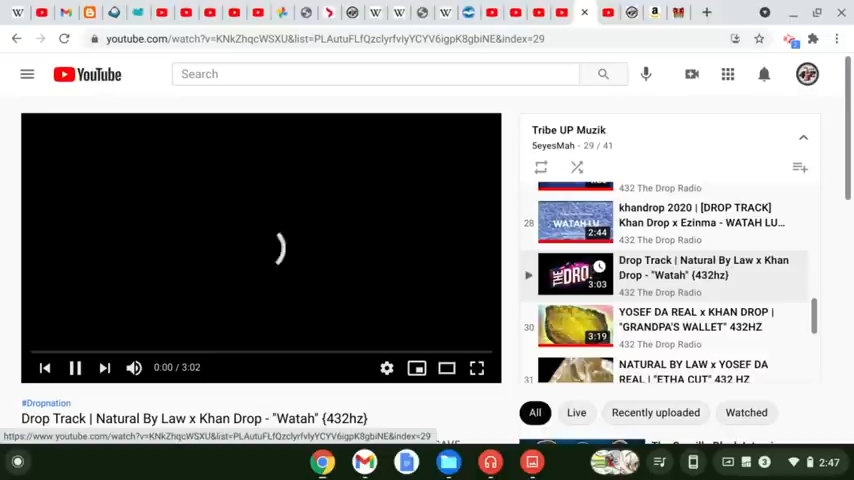 youtube.com/watch?v=KNkZhqcWSXU&list=PLAutuFLfQzclyrfvIyYCYV6igpK8gbiNE&index=29
2
YouTube
Search
Tribe UP Muzik
5eyesMah - 29 / 41
432 The Drop Radio
28
WATAH LU
2:44
khandrop 2020 | [DROP TRACK]
Khan Drop x Ezinma - WATAH LU...
432 The Drop Radio
THE DRO
3:03
Drop Track | Natural By Law x Khan
Drop - "Watah" {432hz}
432 The Drop Radio
30
3:19
YOSEF DA REAL x KHAN DROP |
"GRANDPA'S WALLET" 432HZ
432 The Drop Radio
31
NATURAL BY LAW x YOSEF DA
REAL | "ETHA CUT" 432 HZ
0:00 / 3:02
#Dropnation
Drop Track | Natural By Law x Khan Drop - "Watah" {432hz}
All
Live
Recently uploaded
Watched
https://www.youtube.com/watch?v=KNkZhqcWSXU&list=PLAutuFLfQzclyrfvIyYCYV6igpK8gbiNE&index=29
3
2:47